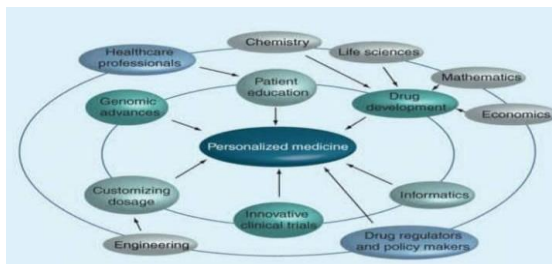 Chemistry
Life sciences
Healthcare
professionals
Mathematics
Patient
education
Genomic
advances
Drug
development
Economics
Personalized medicine
Customizing
dosage
Informatics
Innovative
clinical trials
Engineering
Drug regulators
and policy makers